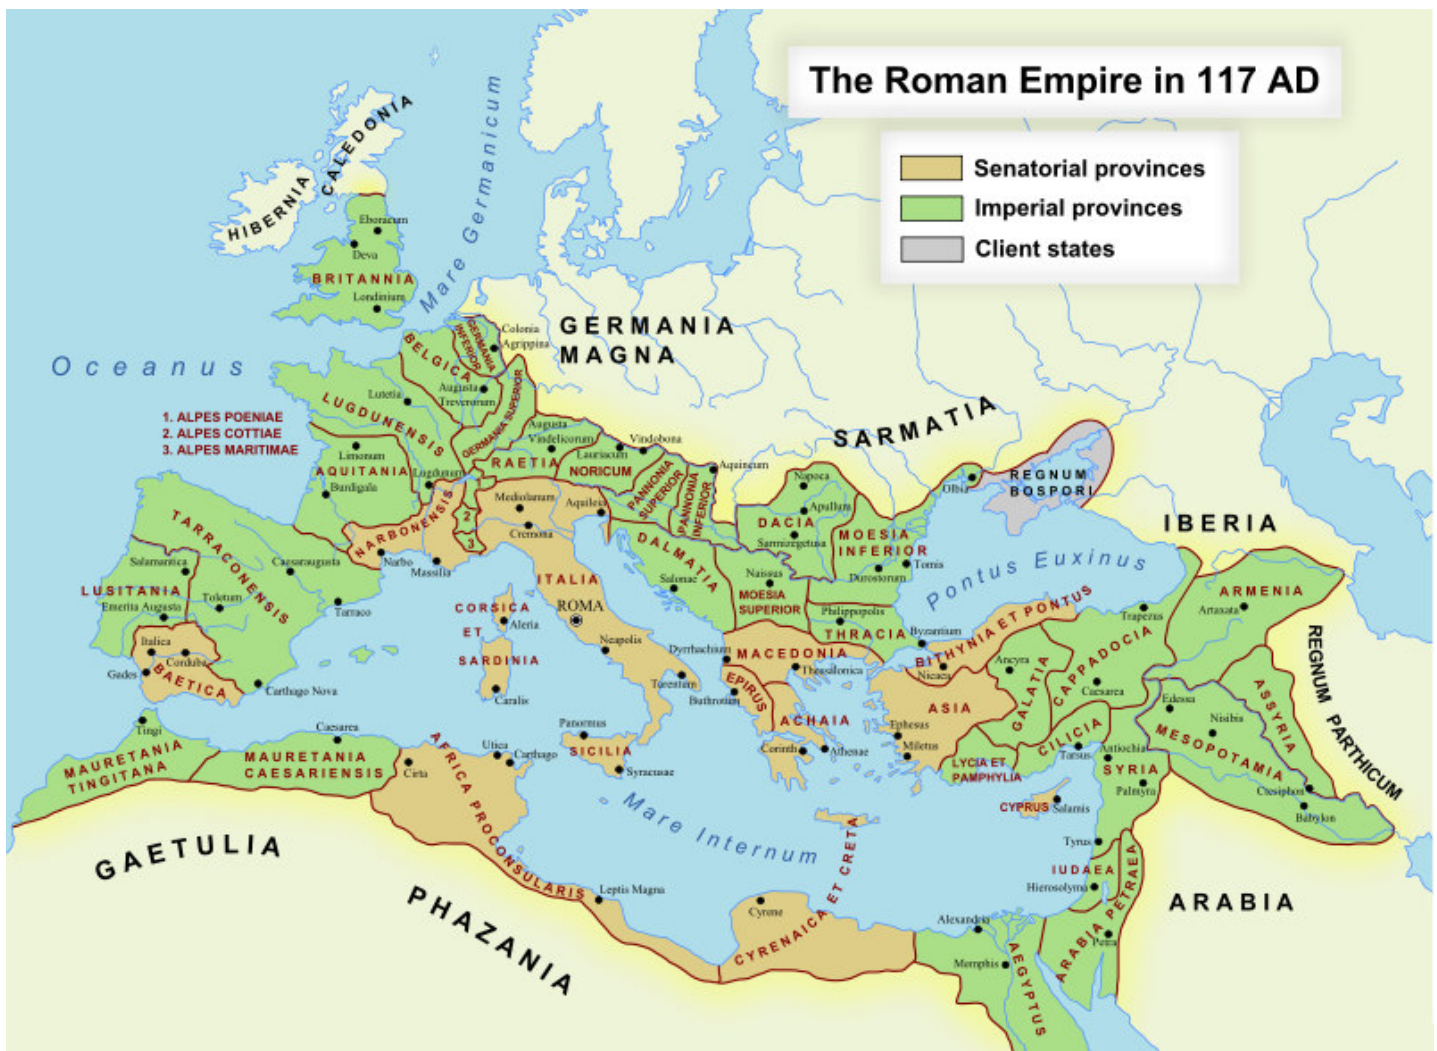 The Roman Empire in 117 AD
Senatorial provinces
Imperial provinces
Client states
CALEDONIA
HIBERNIA
Mare Germanicum
Eboracum
Deva
BRITANNIA
Londinium
Oceanus
GERMANIA
MAGNA
GERMANIA
INFERIOR
Colonia
Agrippina
BELGICA
Augusta
Treverorum
Lutetia
LUGDUNENSIS
GERMANIA SUPERIOR
1. ALPES POENIAE
2. ALPES COTTIAE
3. ALPES MARITIMAE
Limonum
AQUITANIA
Lugdunum
Burdigala
Augusta
Vindelicorum
RAETIA
Lauriacum
NORICUM
Vindobona
PANNONIA
SUPERIOR
PANNONIA
INFERIOR
Aquincum
SARMATIA
Napoca
Apullum
DACIA
Sarmizegetusa
MOESIA
INFERIOR
Olbia
REGNUM
BOSPORI
IBERIA
Mediolanum
Aquileia
Cremona
NARBONENSIS
2
3
Narbo
Massilia
TARRACONENSIS
Salamantica
Caesaraugusta
LUSITANIA
Emerita Augusta
Toletum
Tarraco
Italica
Corduba
Gades
BAETICA
Carthago Nova
ITALIA
ROMA
CORSICA
ET
SARDINIA
Aleria
Caralis
Neapolis
Tarentum
DALMATIA
Salonae
Naissus
MOESIA
SUPERIOR
Durostorum
Tomis
Pontus Euxinus
Philippopolis
THRACIA
Byzantium
Dyrrhachium
MACEDONIA
Thessalonica
EPIRUS
Buthrotum
ACHAIA
Corinth
Athenae
BITHYNIA ET PONTUS
Nicaea
Trapezus
ARMENIA
Artaxata
Ancyra
GALATIA
CAPPADOCIA
Caesarea
ASIA
Ephesus
Miletus
LYCIA ET
PAMPHYLIA
CILICIA
Tarsus
Antiochia
SYRIA
Palmyra
CYPRUS
Salamis
Edessa
Nisibis
MESOPOTAMIA
ASSYRIA
Ctesiphon
Babylon
REGNUM PARTHICUM
Tingi
MAURETANIA
TINGITANA
Caesarea
MAURETANIA
CAESARIENSIS
Cirta
Utica
Carthago
AFRICA PROCONSULARIS
Panormus
SICILIA
Syracusae
Mare Internum
GAETULIA
PHAZANIA
Leptis Magna
Cyrene
CYRENAICA ET CRETA
Alexandria
Memphis
AEGYPTUS
Tyrus
IUDAEA
Hierosolyma
ARABIA PETRAEA
Petra
ARABIA